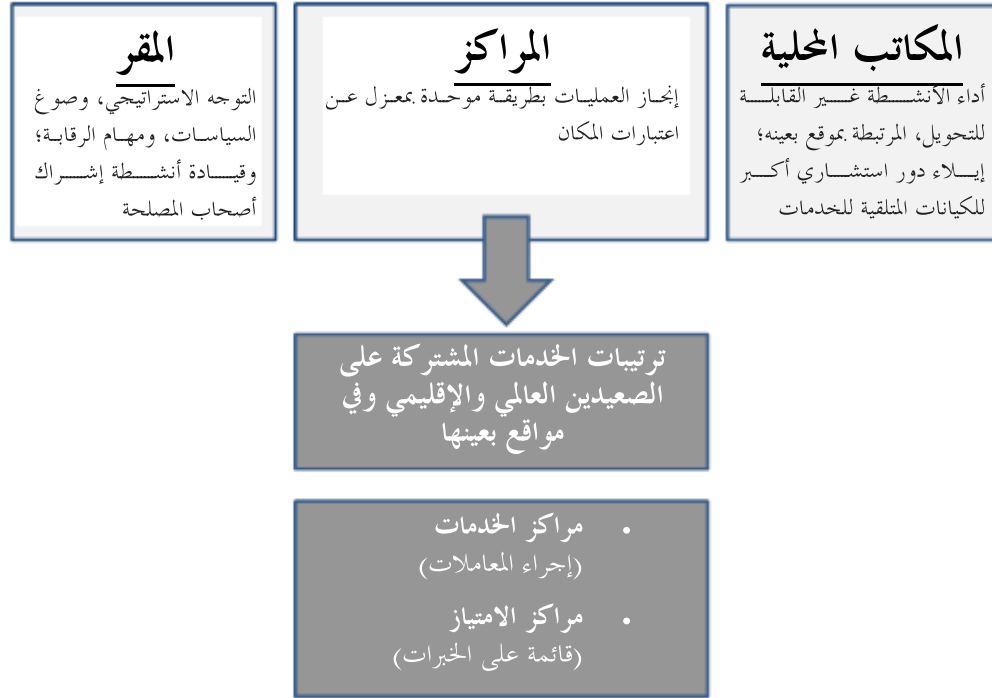 المكاتب المحلية
أداء الأنشطة غير القابلة
للتحويل، المرتبطة بموقع بعينه؛
إيلاء دور استشاري أكبر
للكيانات المتلقية للخدمات
المراكز
إنجاز العمليات بطريقة موحدة بمعزل عن
اعتبارات المكان
المقر
التوجه الاستراتيجي، وصوغ
السياسات، ومهام الرقابة؛
وقيادة أنشطة إشراك
أصحاب المصلحة
ترتيبات الخدمات المشتركة على
الصعيدين العالمي والإقليمي وفي
مواقع بعينها
• مراكز الخدمات
(إجراء المعاملات)
• مراكز الامتياز
(قائمة على الخبرات)